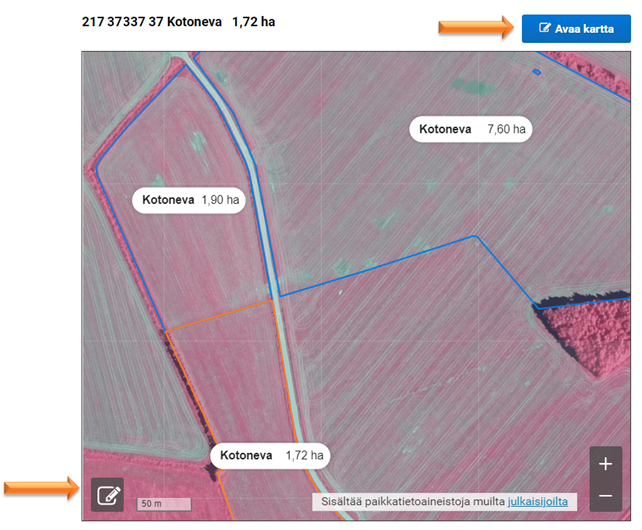 217 37337 37 Kotoneva 1,72 ha
Avaa kartta
Kotoneva 7,60 ha
Kotoneva 1,90 ha
Kotoneva 1,72 ha
+
−
50 m
Sisältää paikkatietoaineistoja muilta julkaisijoilta